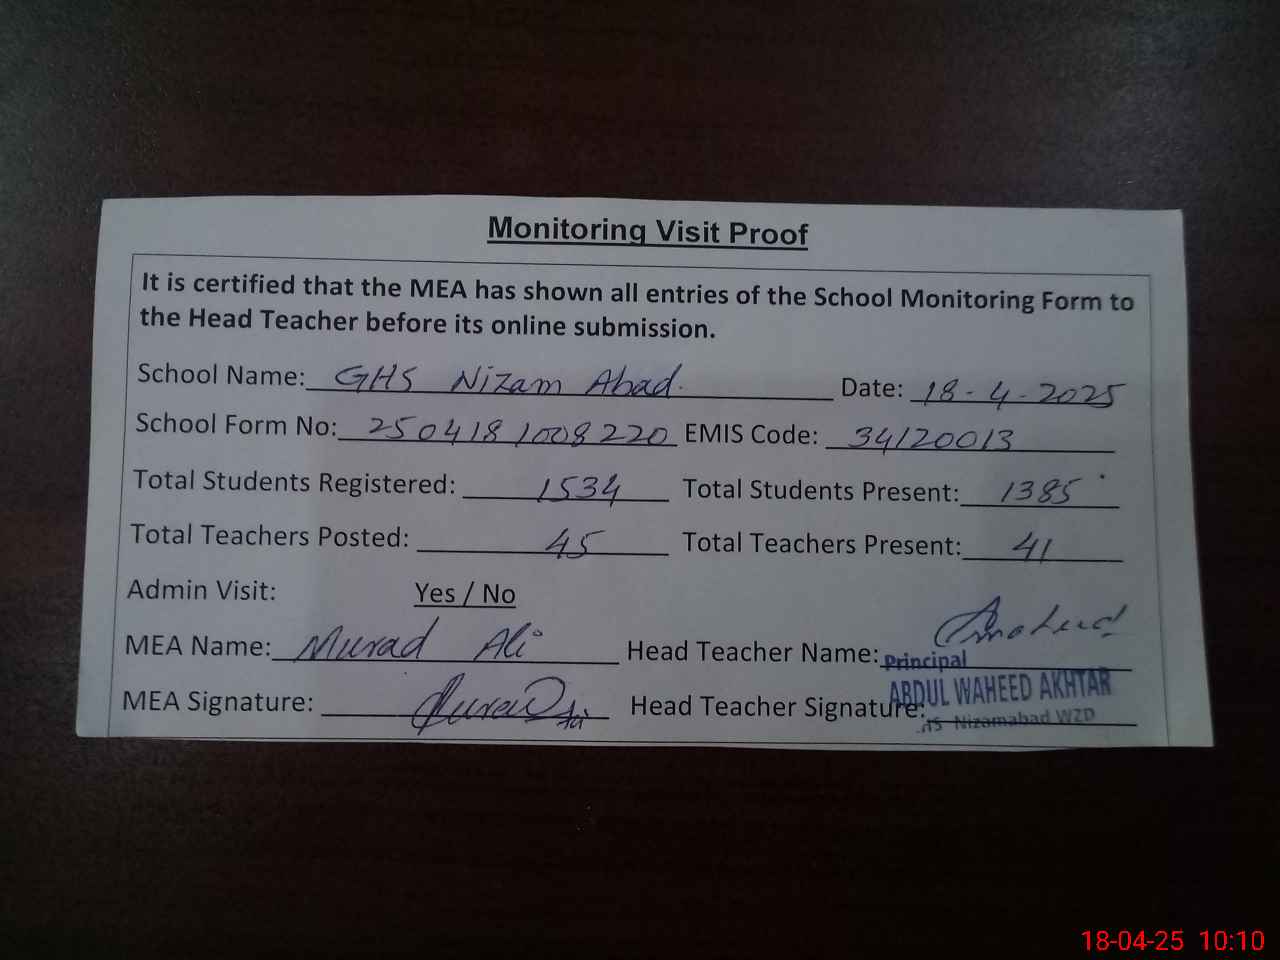 Monitoring Visit Proof
It is certified that the MEA has shown all entries of the School Monitoring Form to
the Head Teacher before its online submission.
School Name: GHS Nizam Abad. Date: 18-4-2025
School Form No: 2504181008220 EMIS Code: 34120013
Total Students Registered: 1534 Total Students Present: 1385
Total Teachers Posted: 45 Total Teachers Present: 41
Admin Visit: Yes / No
MEA Name: Murad Ali Head Teacher Name:
Principal
MEA Signature: Head Teacher Signature:
ABDUL WAHEED AKHTAR
Nizamabad WZD
18-04-25 10:10